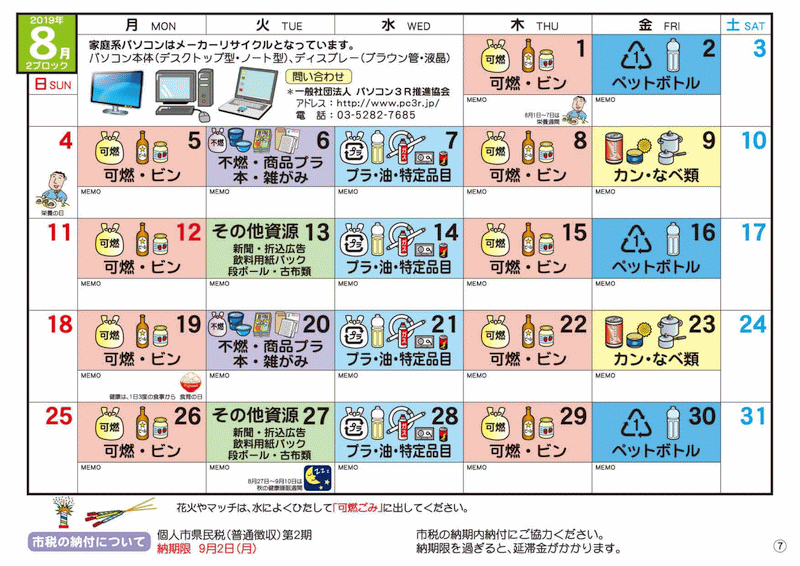 2019年
8月
2ブロック
日 SUN
月 MON
火 TUE
水 WED
木 THU
金 FRI
土 SAT
家庭系パソコンはメーカーリサイクルとなっています。
パソコン本体(デスクトップ型・ノート型)、ディスプレー(ブラウン管・液晶)
問い合わせ
*一般社団法人 パソコン3R推進協会
アドレス:http://www.pc3r.jp/
電 話:03-5282-7685
可燃
1
可燃・ビン
MEMO
8月1日~7日は
栄養週間
1
2
ペットボトル
MEMO
3
4
栄養の日
可燃
5
可燃・ビン
MEMO
不燃
6
不燃・商品プラ
本・雑がみ
MEMO
プラ
7
プラ・油・特定品目
MEMO
可燃
8
可燃・ビン
MEMO
9
カン・なべ類
MEMO
10
11
可燃
12
可燃・ビン
MEMO
その他資源
13
新聞・折込広告
飲料用紙パック
段ボール・古布類
MEMO
プラ
14
プラ・油・特定品目
MEMO
可燃
15
可燃・ビン
MEMO
1
16
ペットボトル
MEMO
17
18
可燃
19
可燃・ビン
MEMO
健康は、1日3度の食事から 食育の日
不燃
20
不燃・商品プラ
本・雑がみ
MEMO
プラ
21
プラ・油・特定品目
MEMO
可燃
22
可燃・ビン
MEMO
23
カン・なべ類
MEMO
24
25
可燃
26
可燃・ビン
MEMO
その他資源
27
新聞・折込広告
飲料用紙パック
段ボール・古布類
MEMO
8月27日~9月10日は
秋の健康睡眠週間
プラ
28
プラ・油・特定品目
MEMO
可燃
29
可燃・ビン
MEMO
1
30
ペットボトル
MEMO
31
花火やマッチは、水によくひたして「可燃ごみ」に出してください。
市税の納付について
個人市県民税(普通徴収)第2期
納期限 9月2日(月)
市税の納期内納付にご協力ください。
納期限を過ぎると、延滞金がかかります。
⑦